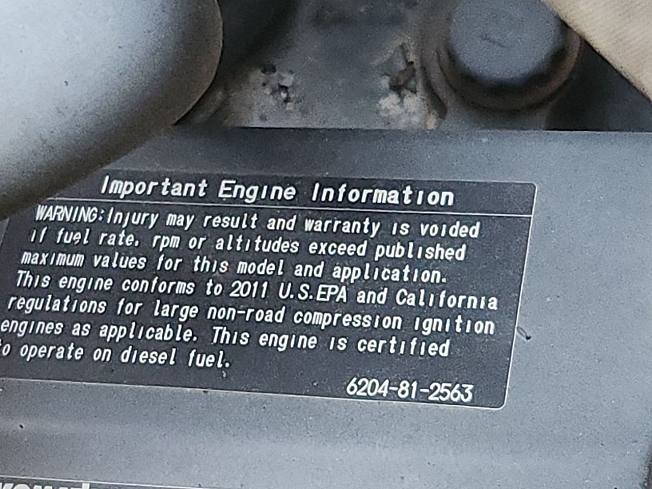 Important Engine Information
WARNING: Injury may result and warranty is voided
if fuel rate, rpm or altitudes exceed published
maximum values for this model and application.
This engine conforms to 2011 U.S.EPA and California
regulations for large non-road compression ignition
engines as applicable. This engine is certified
to operate on diesel fuel.
6204-81-2563